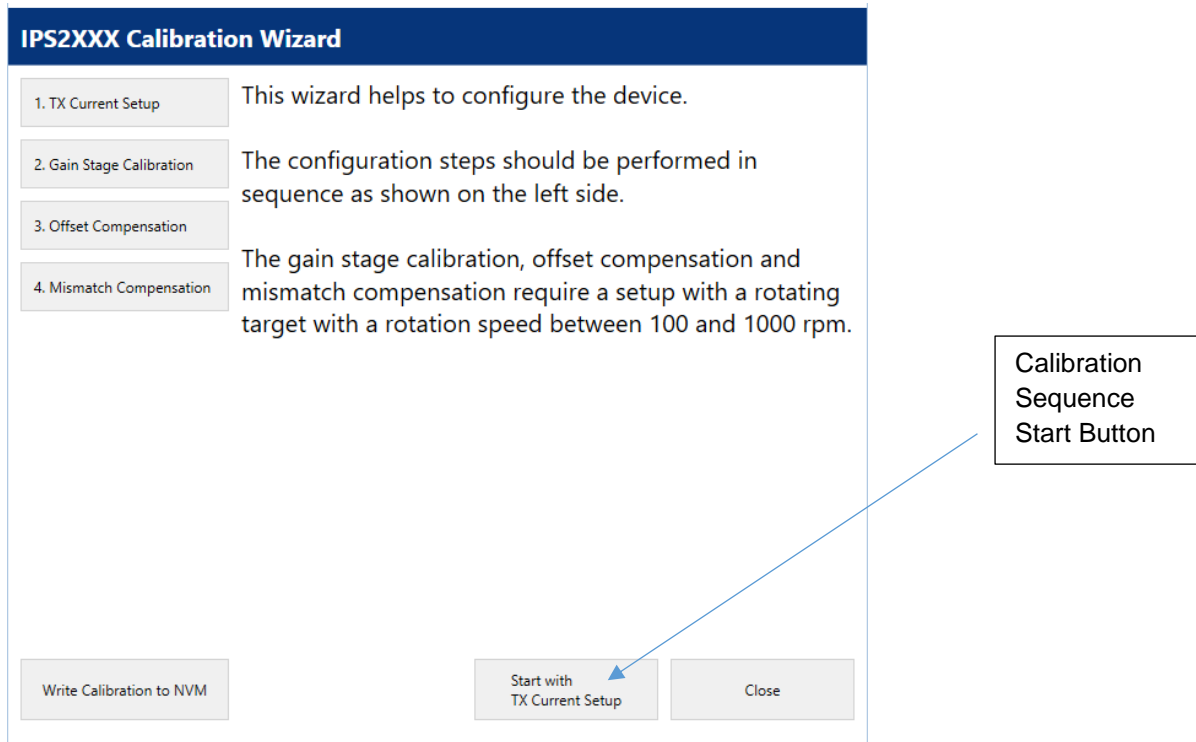 IPS2XXX Calibration Wizard
1. TX Current Setup
2. Gain Stage Calibration
3. Offset Compensation
4. Mismatch Compensation
This wizard helps to configure the device.
The configuration steps should be performed in
sequence as shown on the left side.
The gain stage calibration, offset compensation and
mismatch compensation require a setup with a rotating
target with a rotation speed between 100 and 1000 rpm.
Calibration
Sequence
Start Button
Write Calibration to NVM
Start with
TX Current Setup
Close